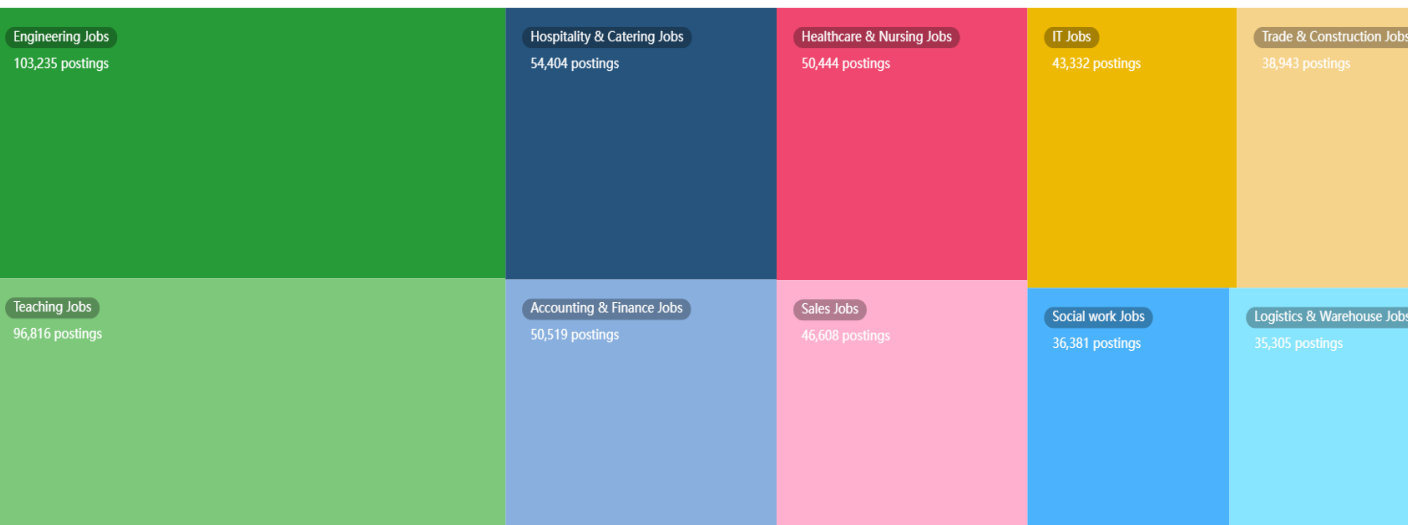 Engineering Jobs
103,235 postings
Hospitality & Catering Jobs
54,404 postings
Healthcare & Nursing Jobs
50,444 postings
IT Jobs
43,332 postings
Trade & Construction Jobs
38,943 postings
Teaching Jobs
96,816 postings
Accounting & Finance Jobs
50,519 postings
Sales Jobs
46,608 postings
Social work Jobs
36,381 postings
Logistics & Warehouse Jobs
35,305 postings